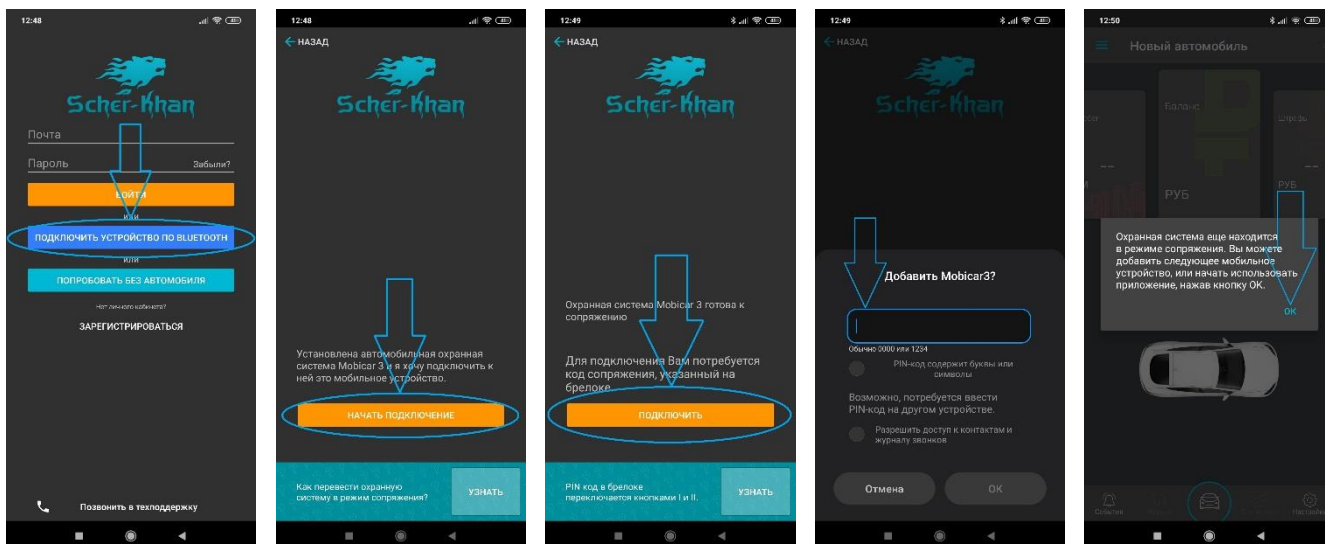 12:48
Scher-Khan
Почта
Пароль
Забыли?
ВОЙТИ
или
ПОДКЛЮЧИТЬ УСТРОЙСТВО ПО BLUETOOTH
или
ПОПРОБОВАТЬ БЕЗ АВТОМОБИЛЯ
Нет личного кабинета?
ЗАРЕГИСТРИРОВАТЬСЯ
Позвонить в техподдержку
12:48
НАЗАД
Scher-Khan
Установлена автомобильная охранная
система Mobicar 3 и я хочу подключить к
ней это мобильное устройство.
НАЧАТЬ ПОДКЛЮЧЕНИЕ
Как перевести охранную
систему в режим сопряжения?
УЗНАТЬ
12:49
НАЗАД
Scher-Khan
Охранная система Mobicar 3 готова к
сопряжению
Для подключения Вам потребуется
код сопряжения, указанный на
брелоке.
ПОДКЛЮЧИТЬ
PIN код в брелоке
переключается кнопками I и II.
УЗНАТЬ
12:49
НАЗАД
Scher-Khan
Добавить Mobicar3?
Обычно 0000 или 1234
PIN-код содержит буквы или
символы
Возможно, потребуется ввести
PIN-код на другом устройстве.
Разрешить доступ к контактам и
журналу звонков
Отмена
ОК
12:50
Новый автомобиль
Баланс
--
--
РУБ
РУБ
Охранная система еще находится
в режиме сопряжения. Вы можете
добавить следующее мобильное
устройство, или начать использовать
приложение, нажав кнопку ОК.
ОК
События
Настройки